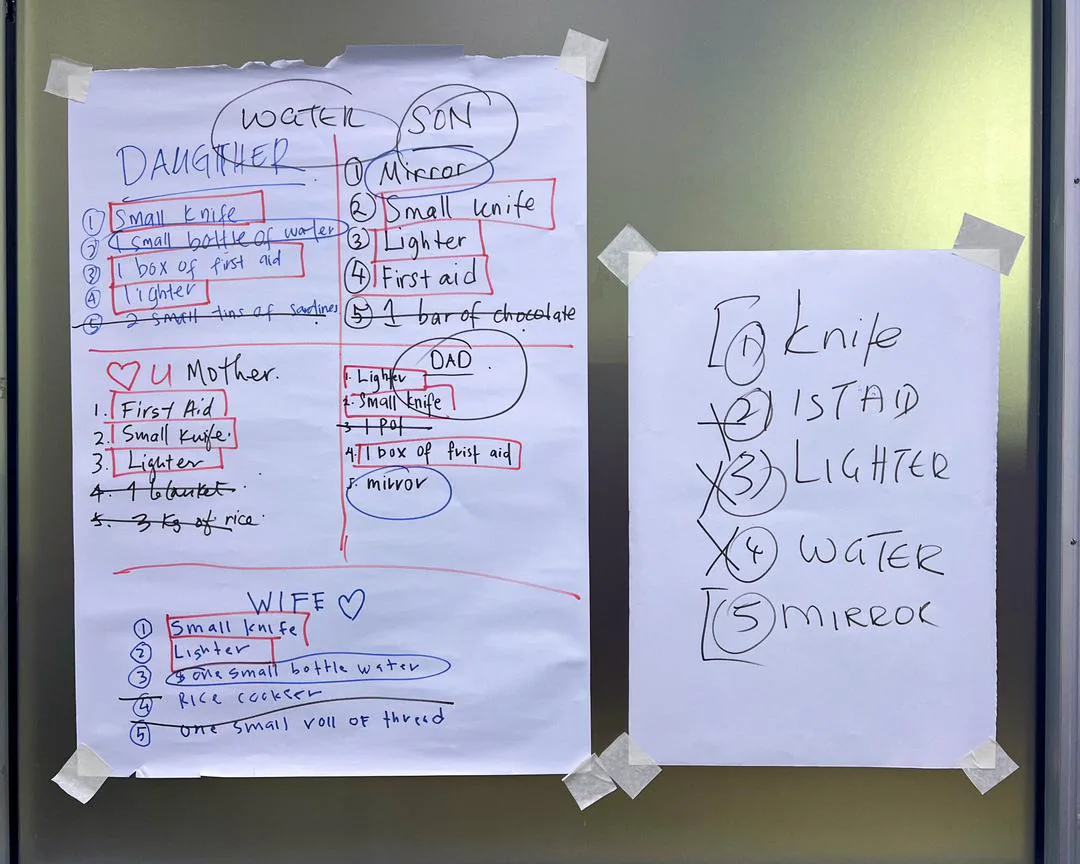 WATER
DAUGHTER
① Small knife
② 1 small bottle of water
③ 1 box of first aid
④ lighter
⑤ 2 small tins of sardines
SON
① Mirror
② Small knife
③ Lighter
④ First aid
⑤ 1 bar of chocolate
♡ U Mother.
1. First Aid
2. Small Knife.
3. Lighter
4. 1 blanket
5. 3 kg of rice
DAD
1. Lighter
2. Small knife
3 1 pot
4. 1 box of frist aid
5. mirror
WIFE ♡
① Small knife
② Lighter
③ one small bottle water
④ Rice cooker
⑤ one small roll of thread
① Knife
② 1ST AID
③ LIGHTER
④ WATER
⑤ MIRROR